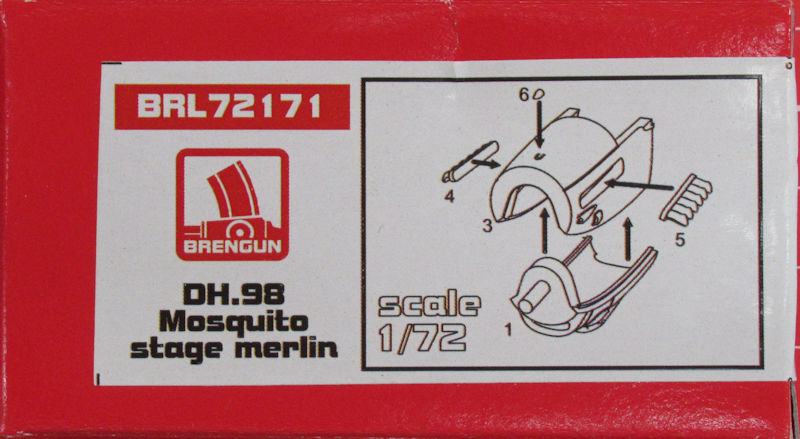 BRL72171
BRENGUN
DH.98
Mosquito
stage merlin
6
4
3
5
1
scale
1/72